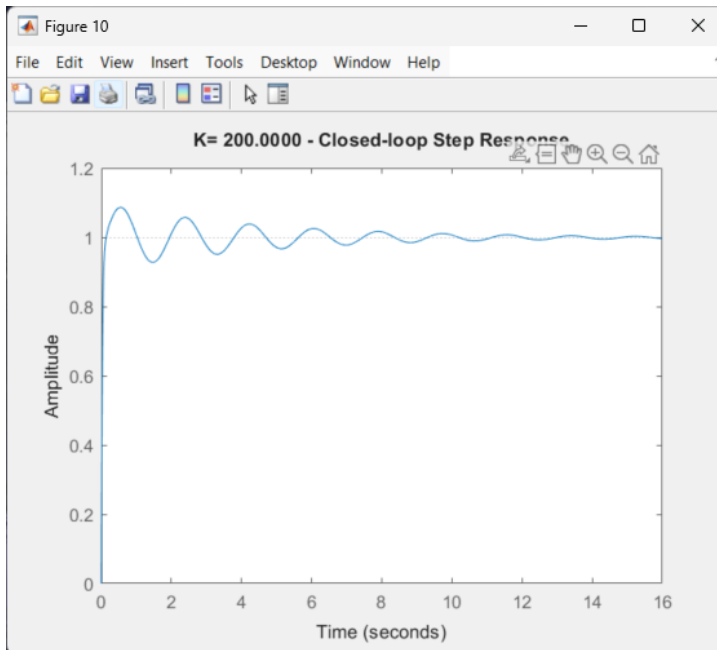 Figure 10
File Edit View Insert Tools Desktop Window Help
K= 200.0000 - Closed-loop Step Response
1.2
1
0.8
0.6
0.4
0.2
0
Amplitude
0 2 4 6 8 10 12 14 16
Time (seconds)